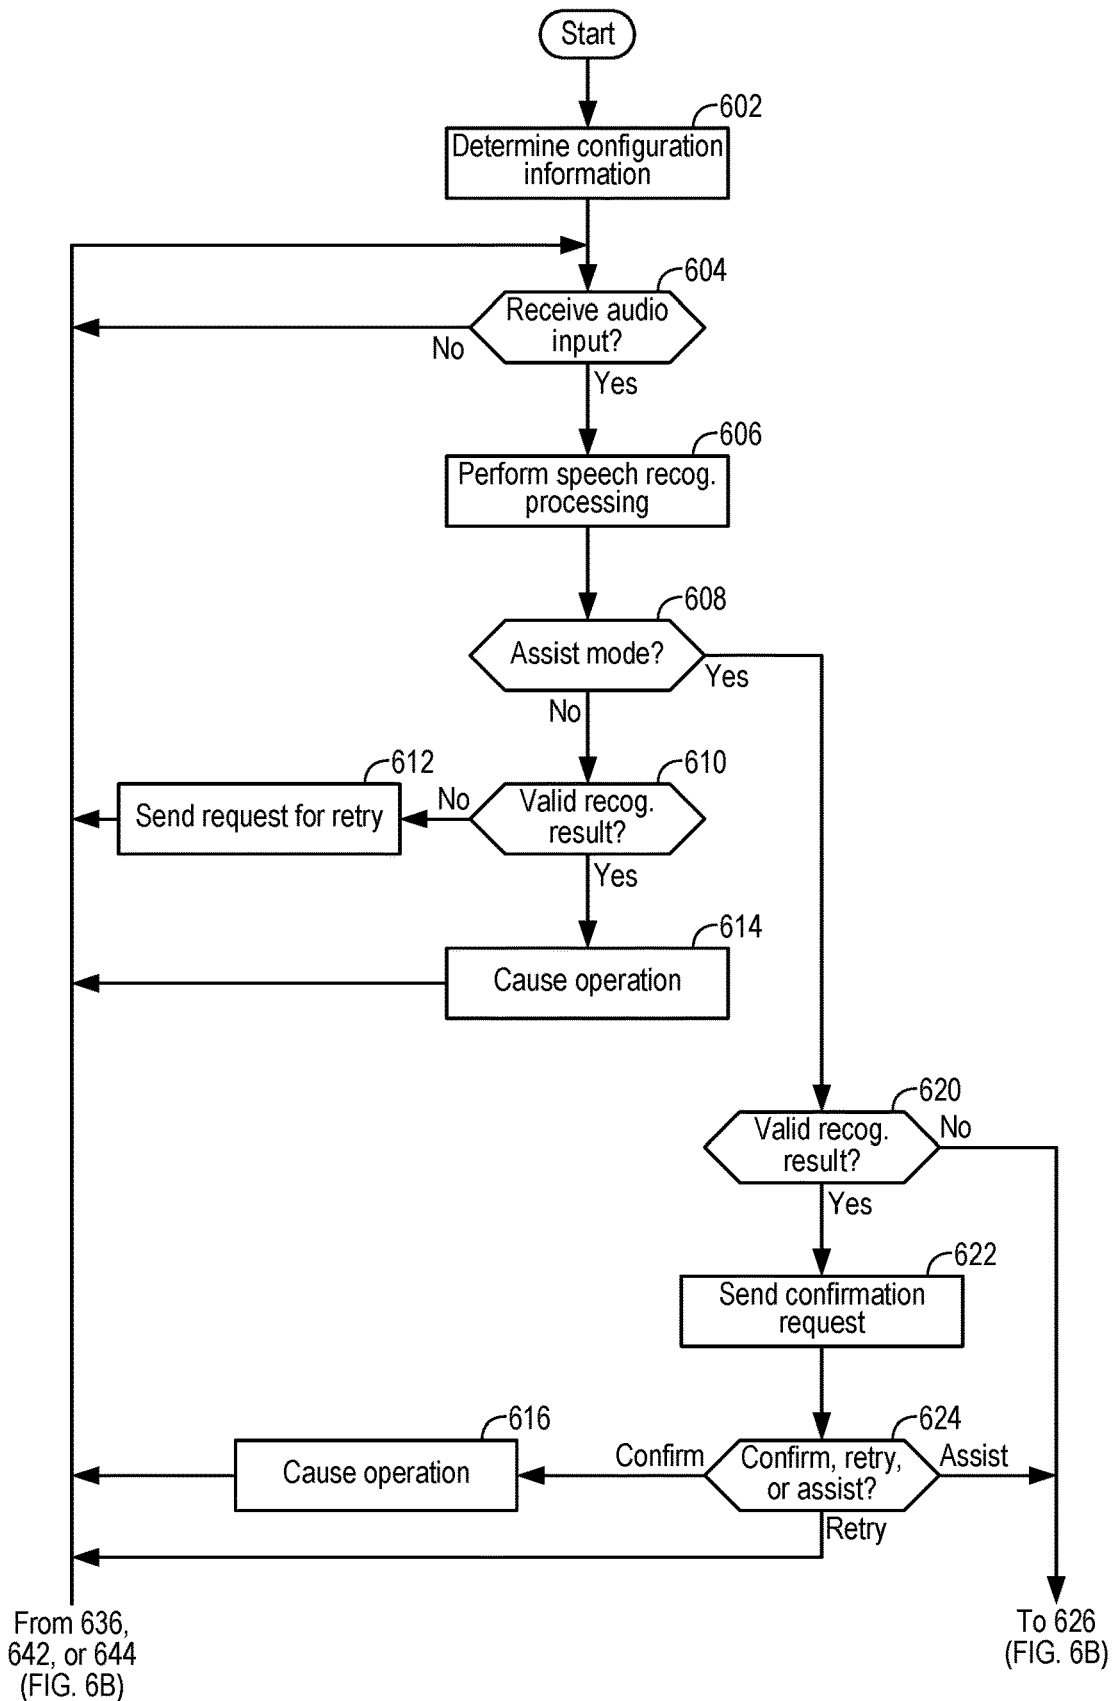 Start
602
Determine configuration
information
604
Receive audio
input?
No
Yes
606
Perform speech recog.
processing
608
Assist mode?
Yes
No
612
Send request for retry
No
610
Valid recog.
result?
Yes
614
Cause operation
620
Valid recog.
result?
No
Yes
622
Send confirmation
request
616
Cause operation
Confirm
624
Confirm, retry,
or assist?
Assist
Retry
From 636,
642, or 644
(FIG. 6B)
To 626
(FIG. 6B)